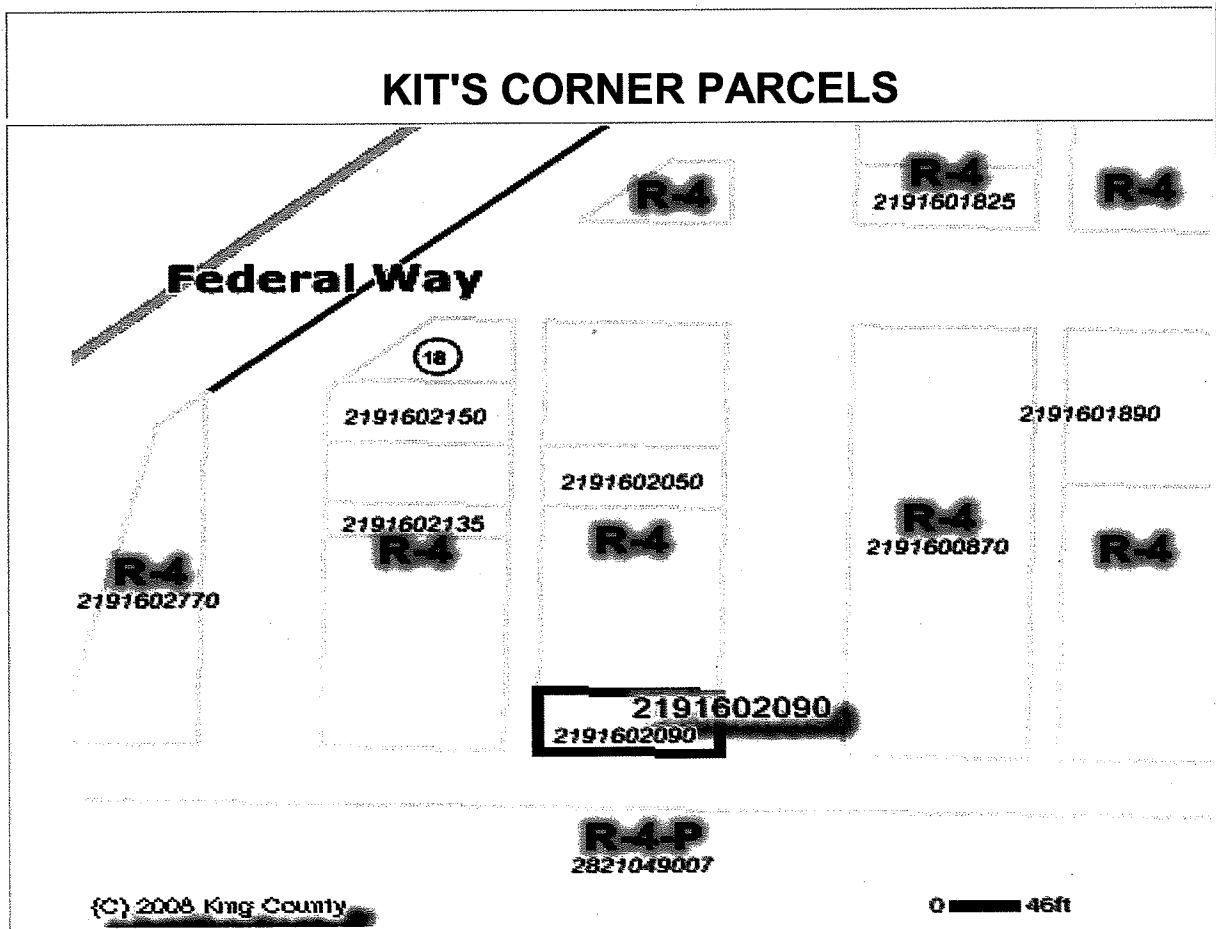 KIT'S CORNER PARCELS
R-4
R-4
2191601825
R-4
Federal Way
18
2191602150
2191601890
2191602050
2191602135
R-4
R-4
R-4
2191600870
R-4
R-4
2191602770
2191602090
2191602090
R-4-P
2821049007
(C) 2008 King County
0 46ft